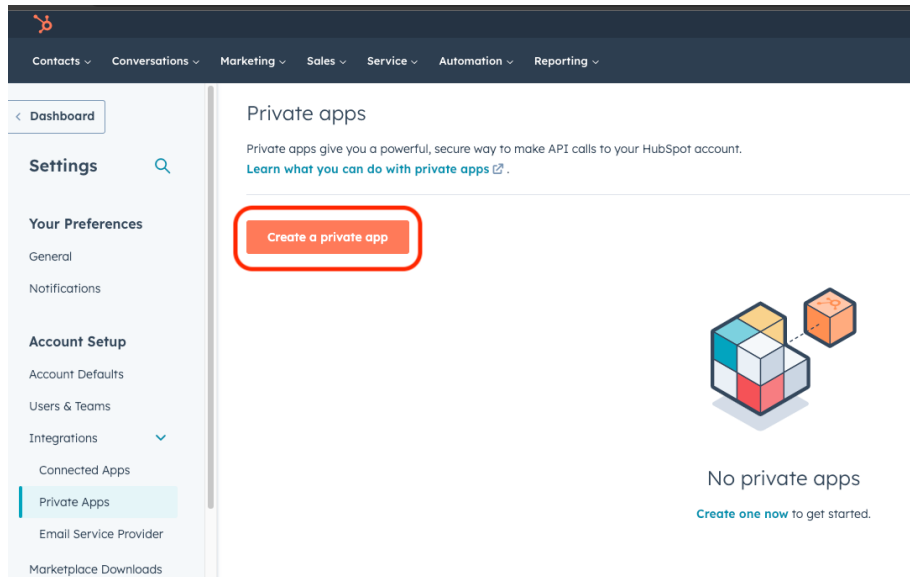 Contacts Conversations Marketing Sales Service Automation Reporting
Dashboard
Settings
Your Preferences
General
Notifications
Account Setup
Account Defaults
Users & Teams
Integrations
Connected Apps
Private Apps
Email Service Provider
Marketplace Downloads
Private apps
Private apps give you a powerful, secure way to make API calls to your HubSpot account.
Learn what you can do with private apps .
Create a private app
No private apps
Create one now to get started.